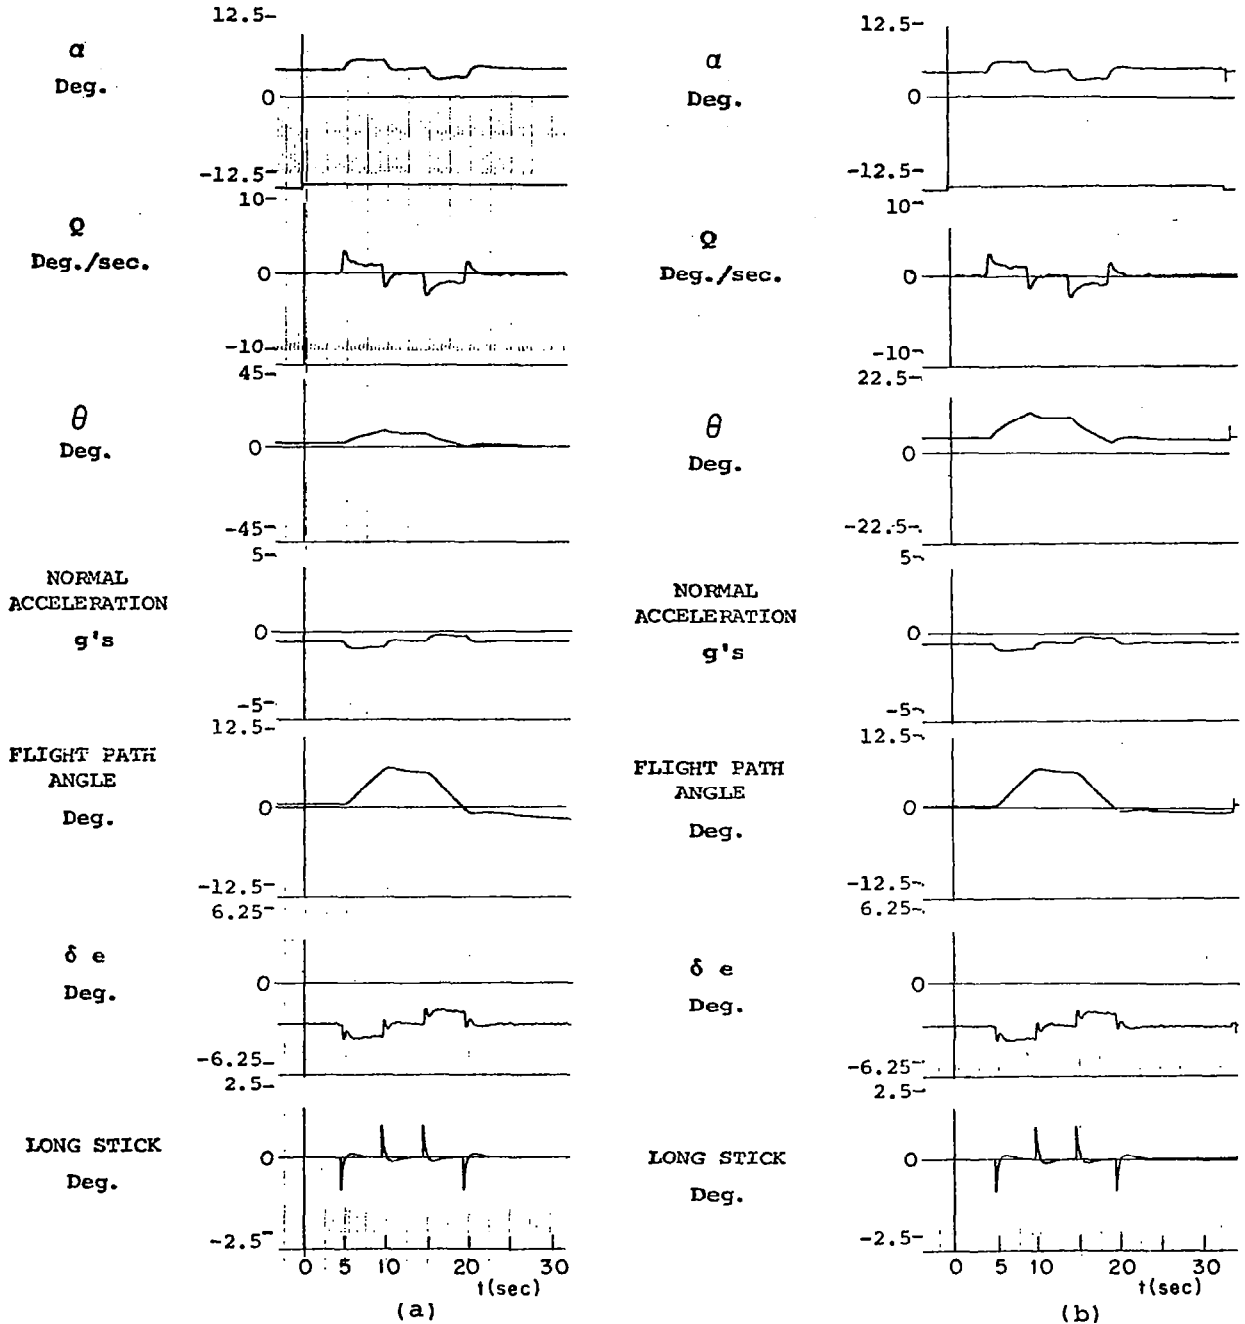 12.5
α
Deg.
0
-12.5
10
Q
Deg./sec.
0
-10
45
θ
Deg.
0
-45
5
NORMAL
ACCELERATION
g's
0
-5
12.5
FLIGHT PATH
ANGLE
Deg.
0
-12.5
6.25
δ e
Deg.
0
-6.25
2.5
LONG STICK
Deg.
0
-2.5
0 5 10 20 30
t(sec)
(a)
12.5
α
Deg.
0
-12.5
10
Q
Deg./sec.
0
-10
22.5
θ
Deg.
0
-22.5
5
NORMAL
ACCELERATION
g's
0
-5
12.5
FLIGHT PATH
ANGLE
Deg.
0
-12.5
6.25
δ e
Deg.
0
-6.25
2.5
LONG STICK
Deg.
0
-2.5
0 5 10 20 30
t(sec)
(b)